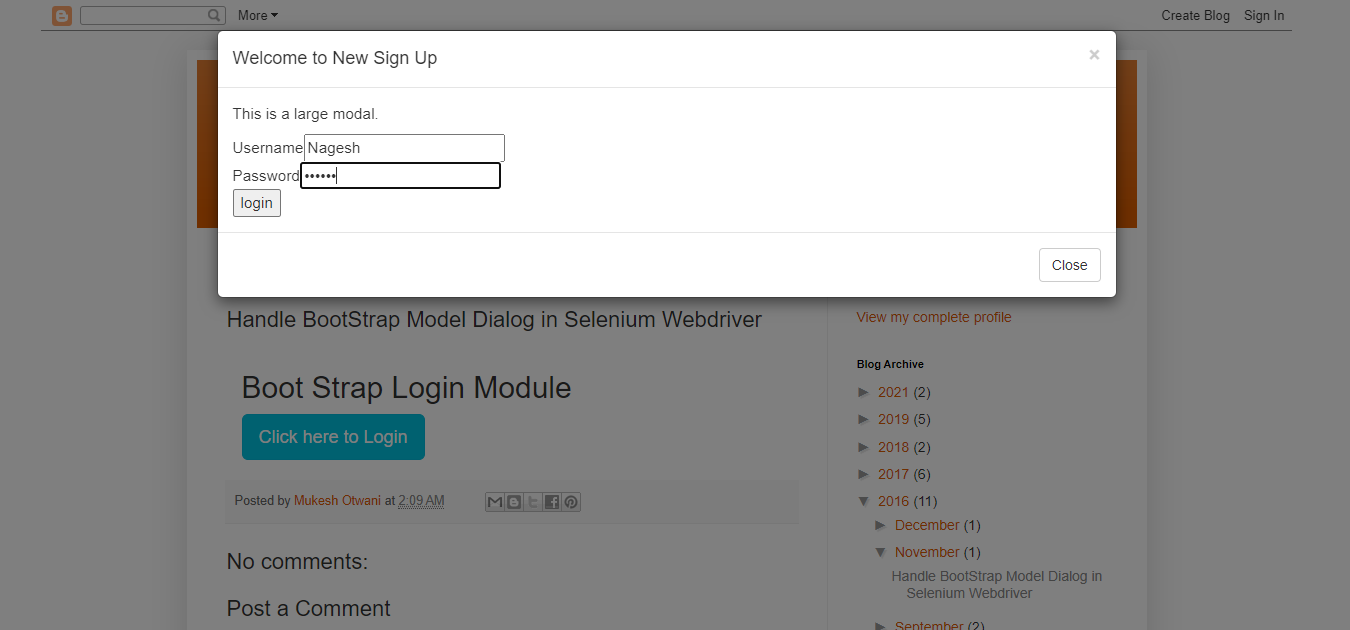 More
Create Blog Sign In
Welcome to New Sign Up
×
This is a large modal.
Username Nagesh
Password ••••••
login
Close
Handle BootStrap Model Dialog in Selenium Webdriver
Boot Strap Login Module
Click here to Login
Posted by Mukesh Otwani at 2:09 AM
No comments:
Post a Comment
View my complete profile
Blog Archive
► 2021 (2)
► 2019 (5)
► 2018 (2)
► 2017 (6)
▼ 2016 (11)
► December (1)
▼ November (1)
Handle BootStrap Model Dialog in
Selenium Webdriver
► September (2)